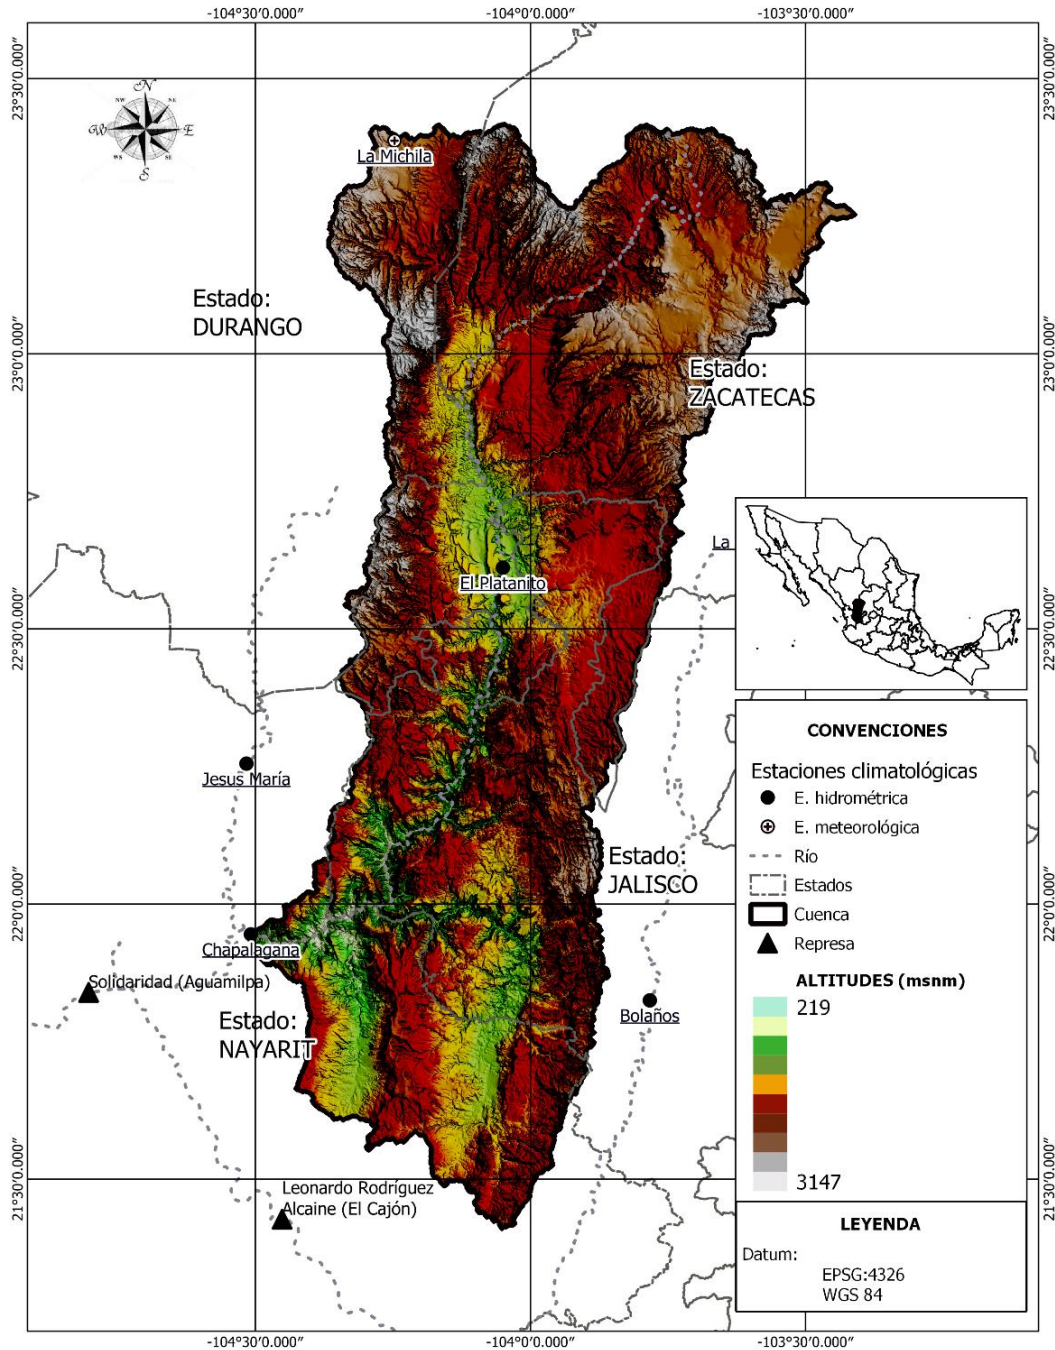 -104°30'0.000"
-104°0'0.000"
-103°30'0.000"
23°30'0.000"
23°30'0.000"
N
NW
NE
W
E
WS
SE
S
La Michila
Estado:
DURANGO
23°0'0.000"
23°0'0.000"
Estado:
ZACATECAS
La
El Platanito
22°30'0.000"
22°30'0.000"
Jesus María
Estado:
JALISCO
22°0'0.000"
22°0'0.000"
Chapalagana
Solidaridad (Aguamilpa)
Estado:
NAYARIT
Bolaños
Leonardo Rodríguez
Alcaine (El Cajón)
21°30'0.000"
21°30'0.000"
CONVENCIONES
Estaciones climatológicas
E. hidrométrica
E. meteorológica
Río
Estados
Cuenca
Represa
ALTITUDES (msnm)
219
3147
LEYENDA
Datum:
EPSG:4326
WGS 84
-104°30'0.000"
-104°0'0.000"
-103°30'0.000"